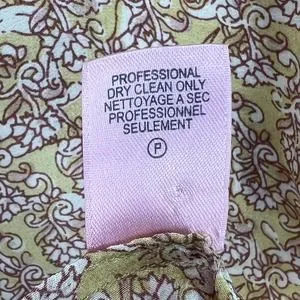 PROFESSIONAL
DRY CLEAN ONLY
NETTOYAGE A SEC
PROFESSIONNEL
SEULEMENT
P